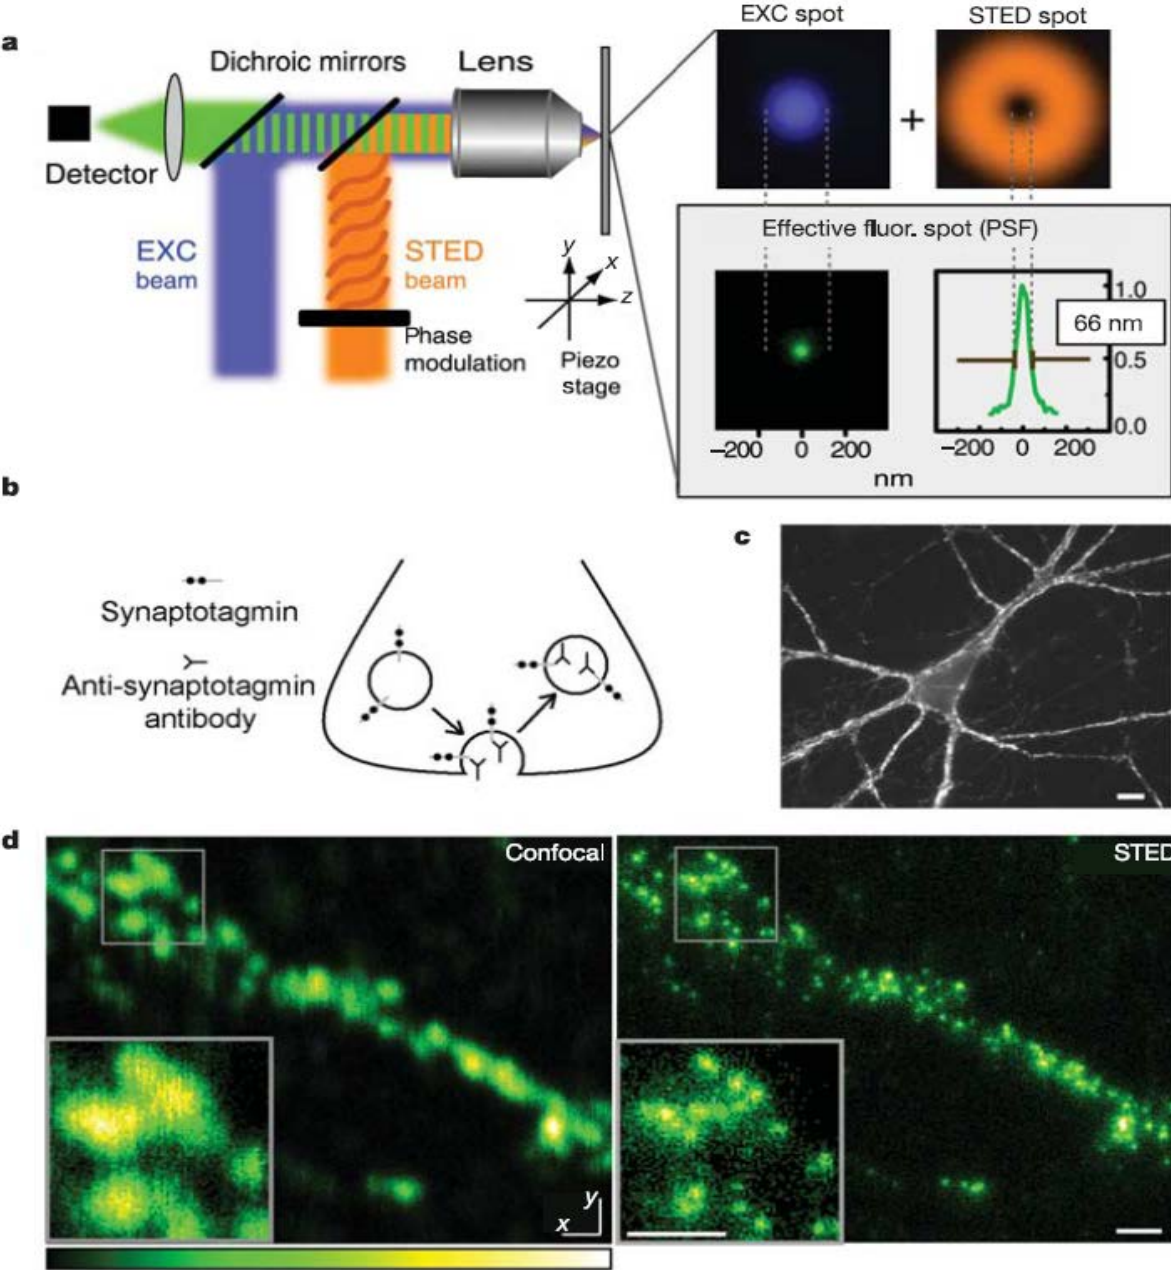 a
EXC spot
STED spot
Dichroic mirrors
Lens
+
Detector
EXC
beam
STED
beam
Phase
modulation
y
x
z
Piezo
stage
Effective fluor. spot (PSF)
1.0
66 nm
0.5
0.0
–200 0 200
–200 0 200
nm
b
Synaptotagmin
Anti-synaptotagmin
antibody
c
d
Confocal
STED
y
x